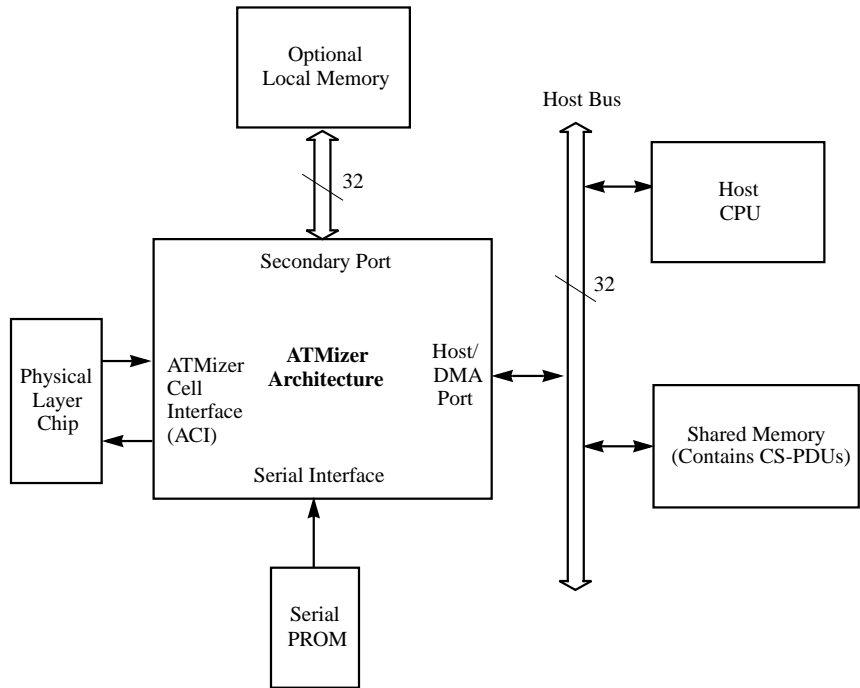 Optional
Local Memory
Host Bus
32
Host
CPU
Secondary Port
32
ATMizer
Architecture
Host/
DMA
Port
Physical
Layer
Chip
ATMizer
Cell
Interface
(ACI)
Shared Memory
(Contains CS-PDUs)
Serial Interface
Serial
PROM